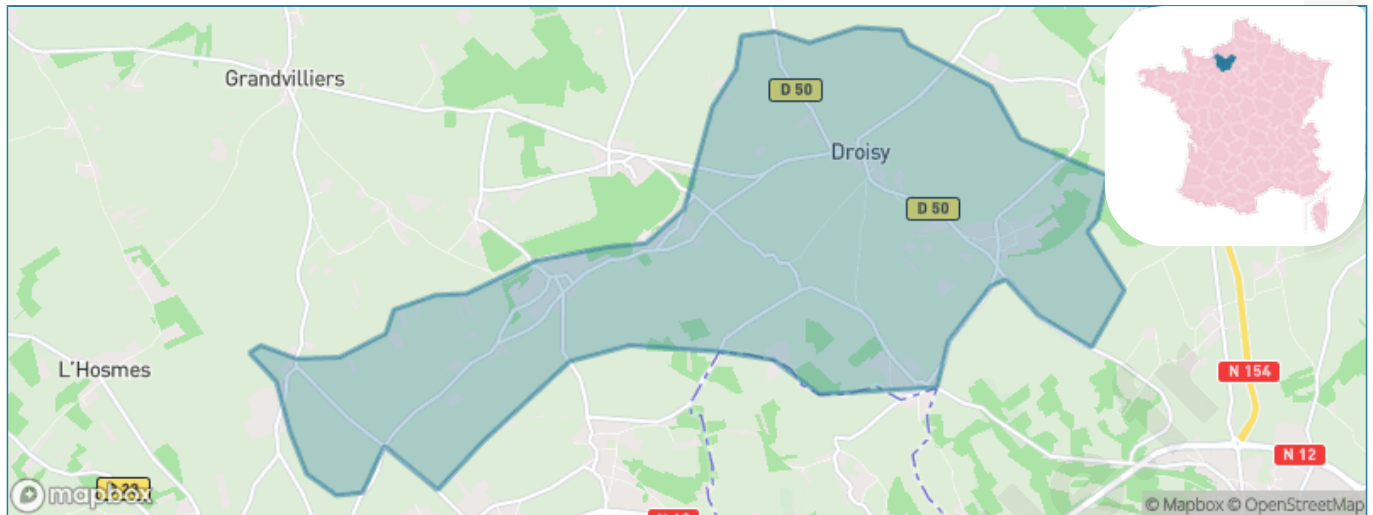 Grandvilliers
D 50
Droisy
D 50
L'Hosmes
N 154
N 12
mapbox
© Mapbox © OpenStreetMap